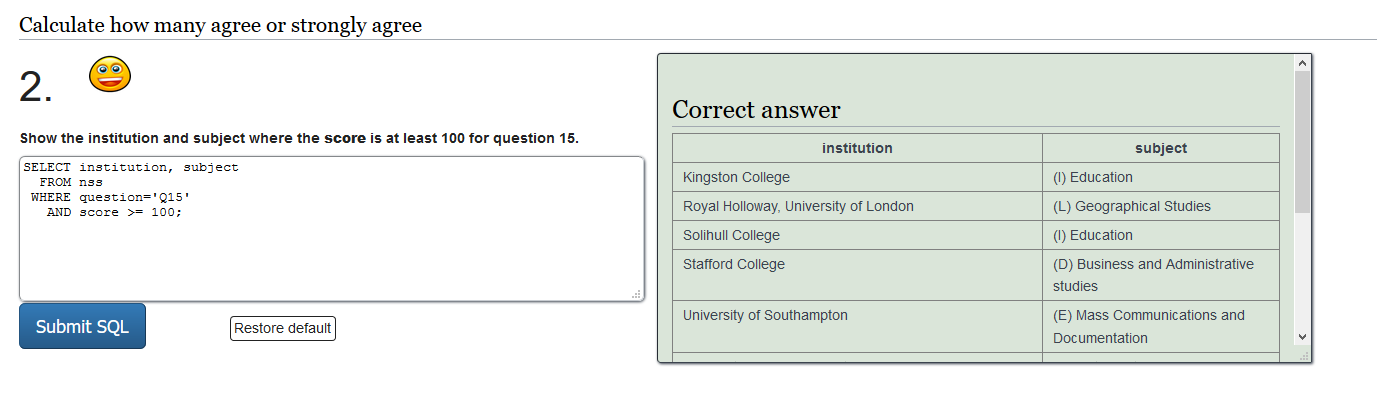 Calculate how many agree or strongly agree
2.
Show the institution and subject where the score is at least 100 for question 15.
SELECT institution, subject
FROM nss
WHERE question='Q15'
AND score >= 100;
Submit SQL
Restore default
Correct answer
institution subject
Kingston College (I) Education
Royal Holloway, University of London (L) Geographical Studies
Solihull College (I) Education
Stafford College (D) Business and Administrative
studies
University of Southampton (E) Mass Communications and
Documentation